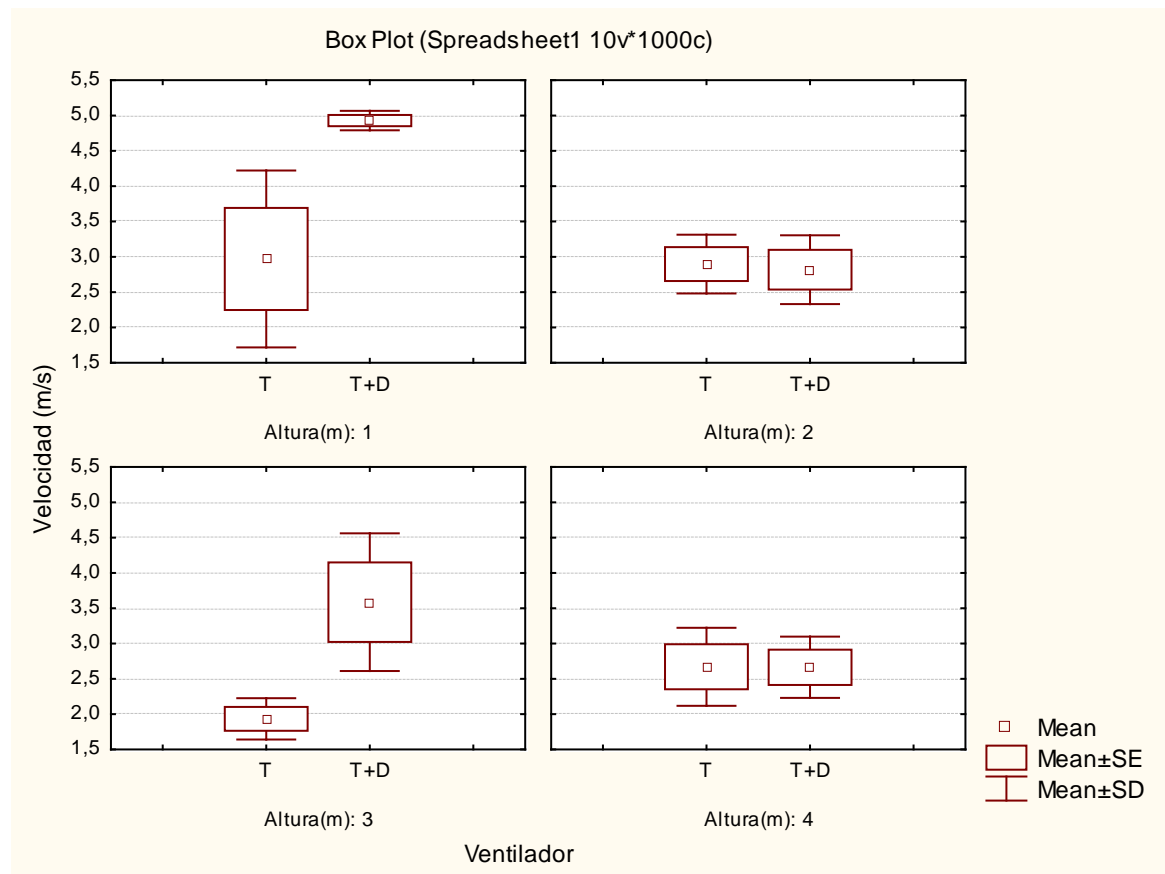 Box Plot (Spreadsheet1 10v*1000c)
Velocidad (m/s)
5,5
5,0
4,5
4,0
3,5
3,0
2,5
2,0
1,5
T T+D
Altura(m): 1
T T+D
Altura(m): 2
5,5
5,0
4,5
4,0
3,5
3,0
2,5
2,0
1,5
T T+D
Altura(m): 3
T T+D
Altura(m): 4
Ventilador
Mean
Mean±SE
Mean±SD